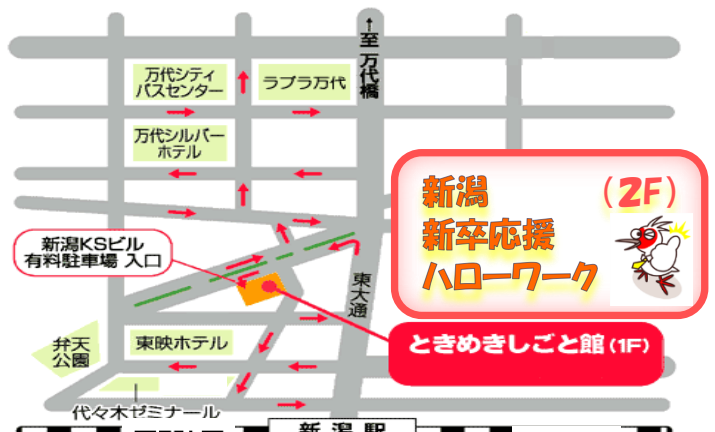 ↑至 万代橋
万代シティ
バスセンター
ラブラ万代
万代シルバー
ホテル
新潟 （2F）
新卒応援
ハローワーク
新潟KSビル
有料駐車場 入口
東大通
ときめきしごと館（1F）
弁天
公園
東映ホテル
代々木ゼミナール
新潟駅